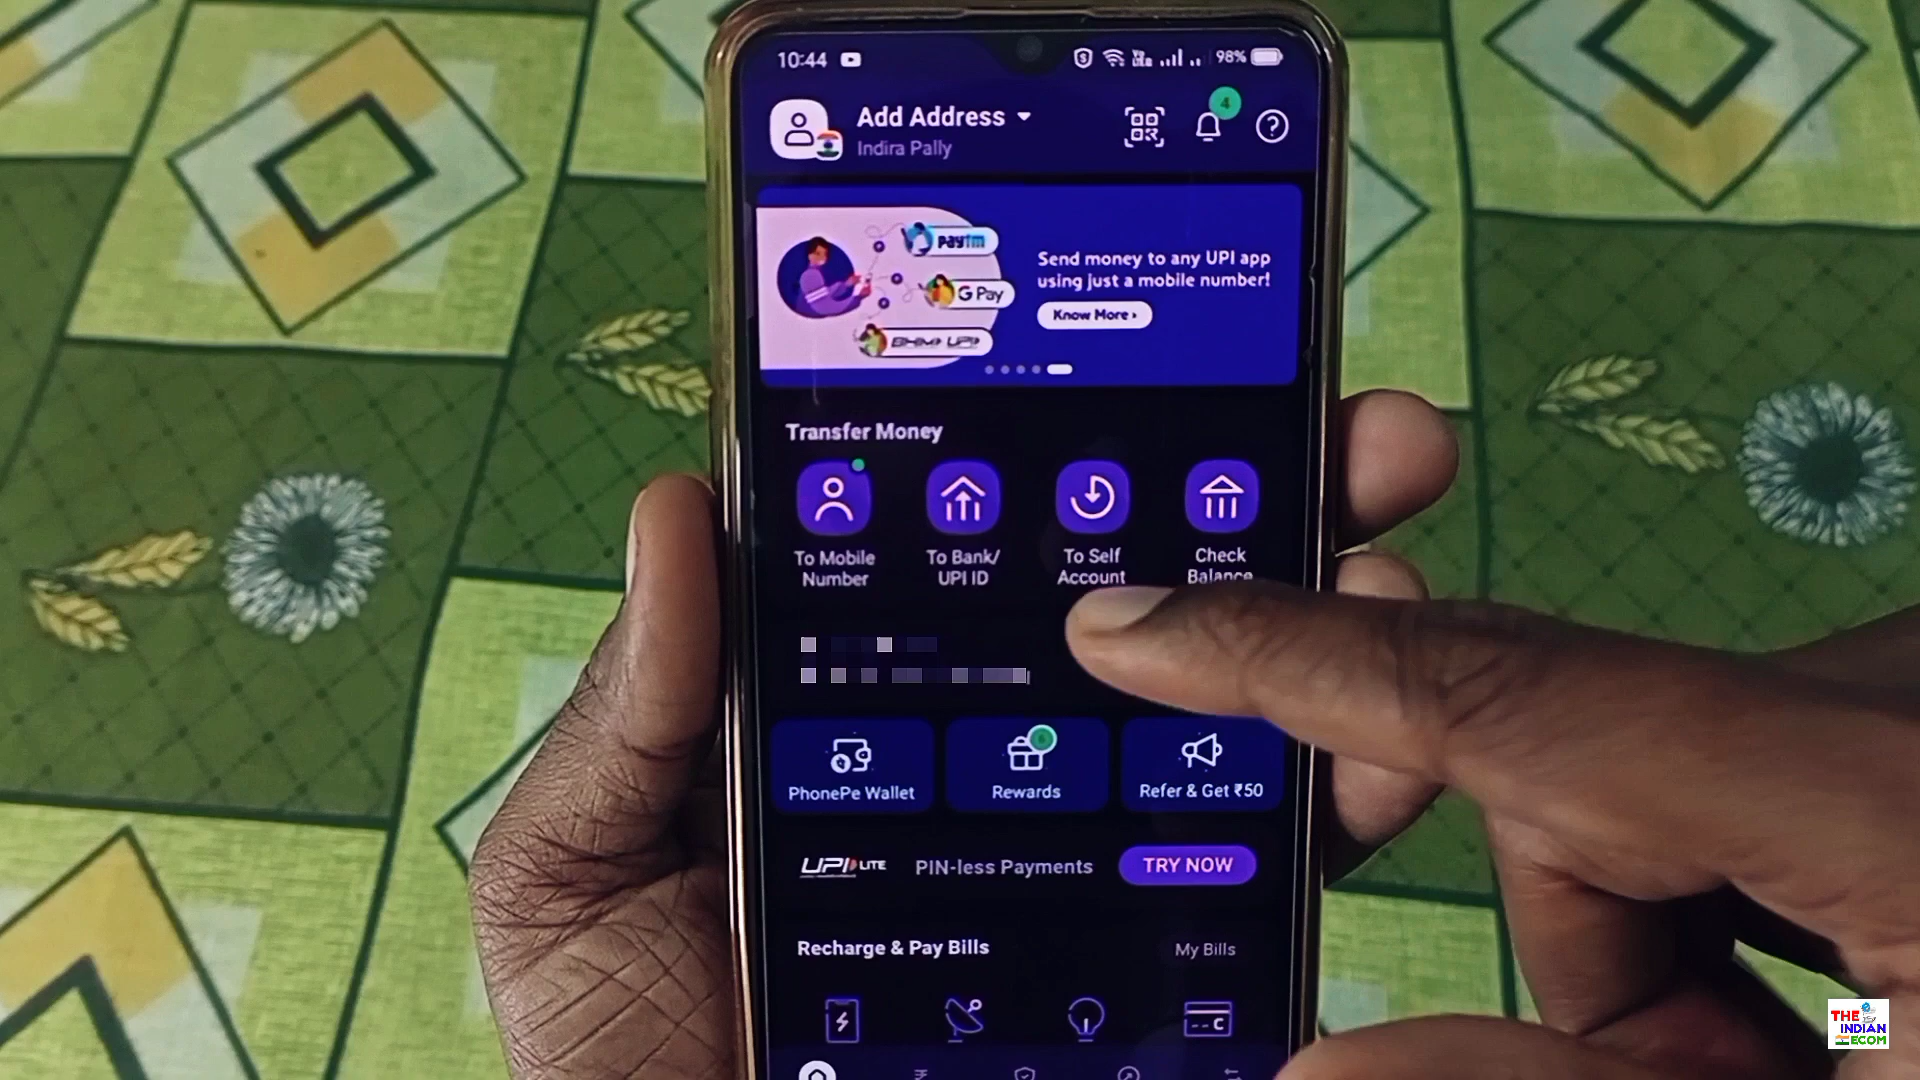 10:44
98%
Add Address
Indira Pally
4
Paytm
G Pay
BHIM UPI
Send money to any UPI app
using just a mobile number!
Know More ›
Transfer Money
To Mobile
Number
To Bank/
UPI ID
To Self
Account
Check
Balance
PhonePe Wallet
Rewards
Refer & Get ₹50
UPI LITE
PIN-less Payments
TRY NOW
Recharge & Pay Bills
My Bills
THE
INDIAN
ECOM